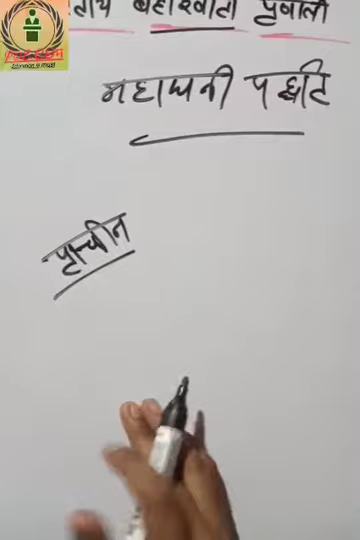 तीय बहीखाता प्रणाली
महाजनी पद्धति
प्राचीन